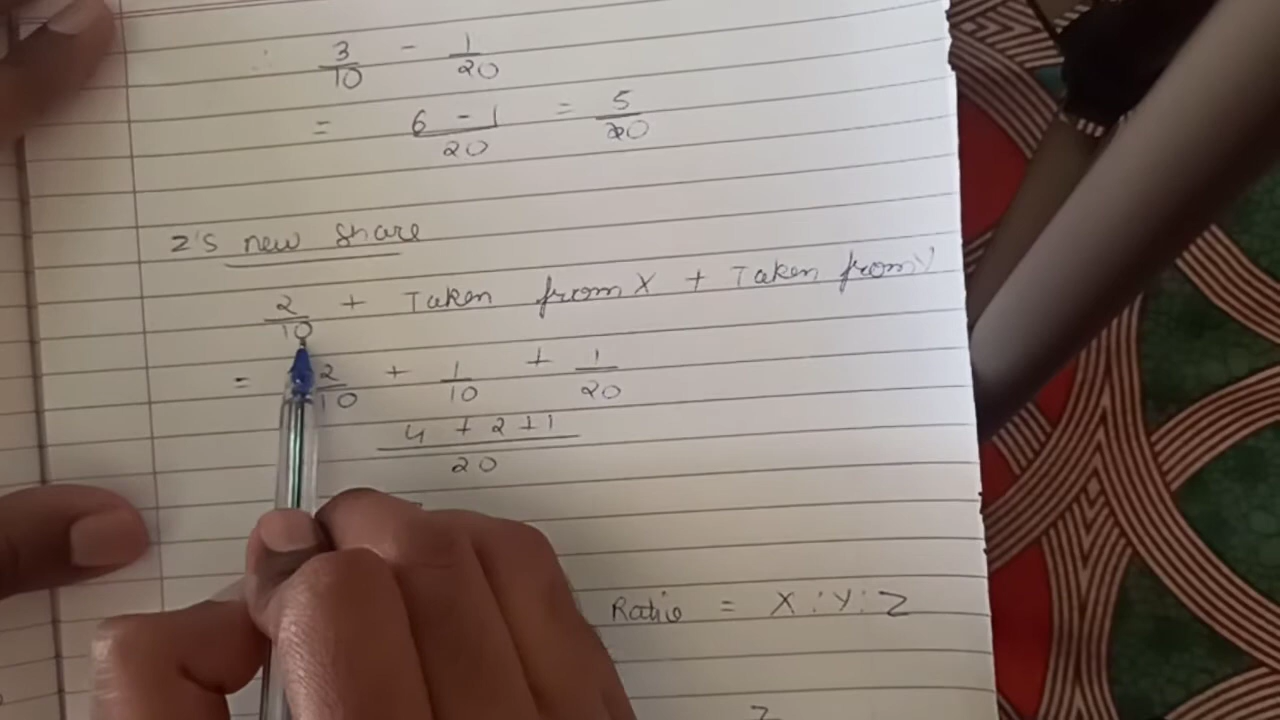 3/10 - 1/20
= 6 - 1/20 = 5/20
Z's new share
2/10 + Taken from X + Taken from Y
= 2/10 + 1/10 + 1/20
4 + 2 + 1/20
Ratio = X : Y : Z
7